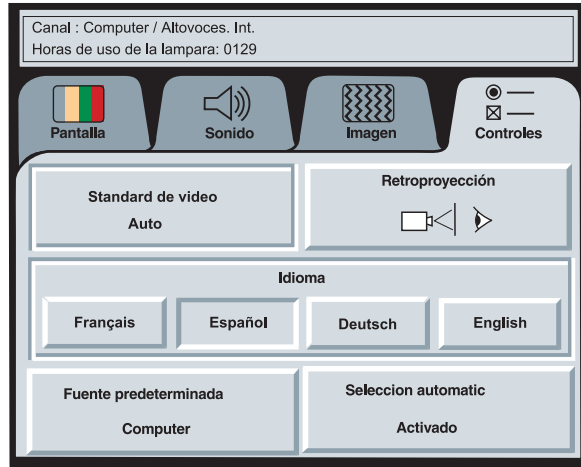 Canal : Computer / Altovoces. Int.
Horas de uso de la lampara: 0129
Pantalla
Sonido
Imagen
Controles
Standard de video
Auto
Retroproyección
Idioma
Français
Español
Deutsch
English
Fuente predeterminada
Computer
Seleccion automatic
Activado